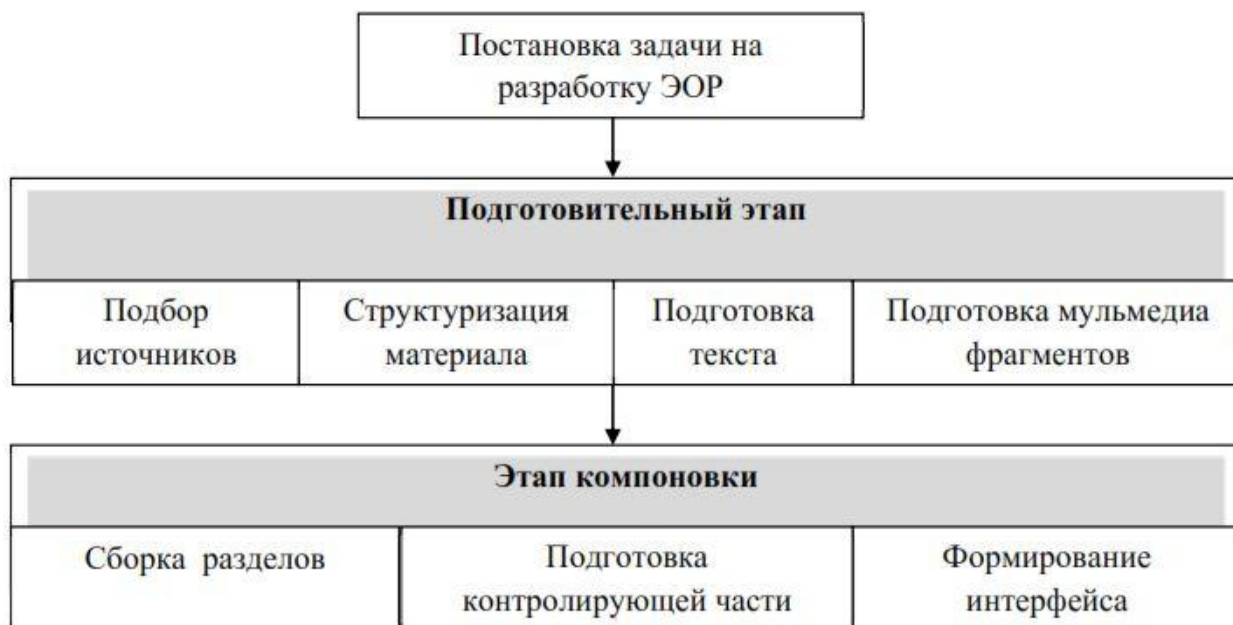 Постановка задачи на
разработку ЭОР
Подготовительный этап
Подбор
источников
Структуризация
материала
Подготовка
текста
Подготовка мульмедиа
фрагментов
Этап компоновки
Сборка разделов
Подготовка
контролирующей части
Формирование
интерфейса